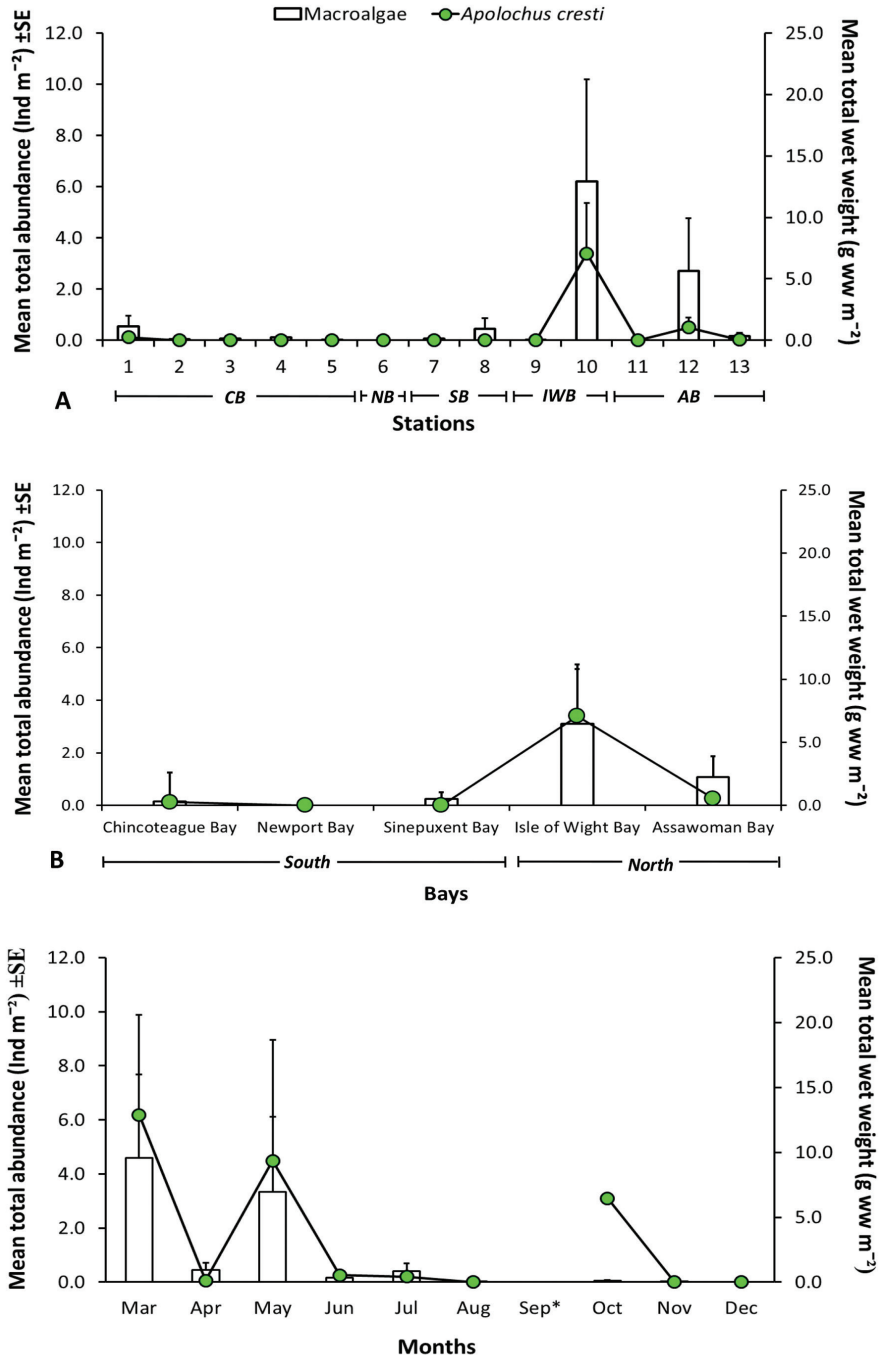 Macroalgae Apolochus cresti
Mean total abundance (Ind m⁻²) ±SE
12.0
10.0
8.0
6.0
4.0
2.0
0.0
25.0
20.0
15.0
10.0
5.0
0.0
Mean total wet weight (g ww m⁻²)
1 2 3 4 5 6 7 8 9 10 11 12 13
CB NB SB IWB AB
A
Stations
Mean total abundance (Ind m⁻²) ±SE
12.0
10.0
8.0
6.0
4.0
2.0
0.0
25.0
20.0
15.0
10.0
5.0
0.0
Mean total wet weight (g ww m⁻²)
Chincoteague Bay Newport Bay Sinepuxent Bay Isle of Wight Bay Assawoman Bay
B
South North
Bays
Mean total abundance (Ind m⁻²) ±SE
12.0
10.0
8.0
6.0
4.0
2.0
0.0
25.0
20.0
15.0
10.0
5.0
0.0
Mean total wet weight (g ww m⁻²)
Mar Apr May Jun Jul Aug Sep* Oct Nov Dec
Months